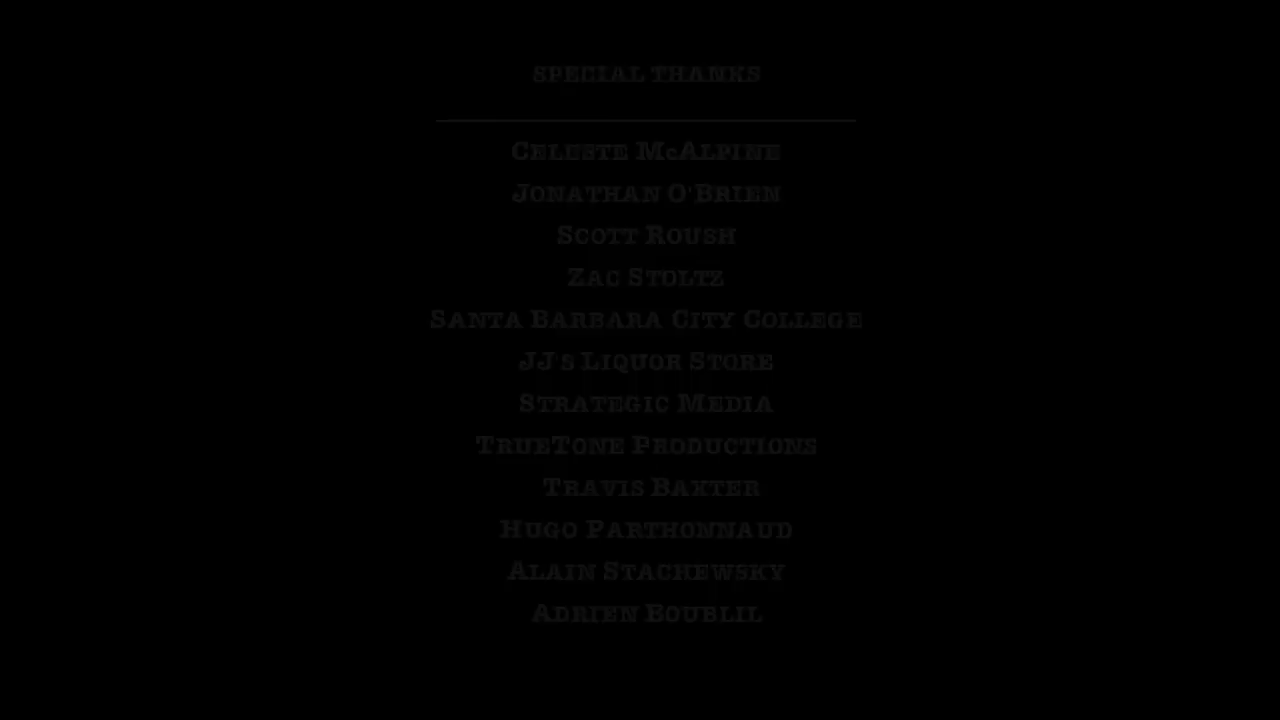 SPECIAL THANKS
CELESTE MCALPINE
JONATHAN O'BRIEN
SCOTT ROUSH
ZAC STOLTZ
SANTA BARBARA CITY COLLEGE
JJ'S LIQUOR STORE
STRATEGIC MEDIA
TRUETONE PRODUCTIONS
TRAVIS BAXTER
HUGO PARTHONNAUD
ALAIN STACHEWSKY
ADRIEN BOUBLIL